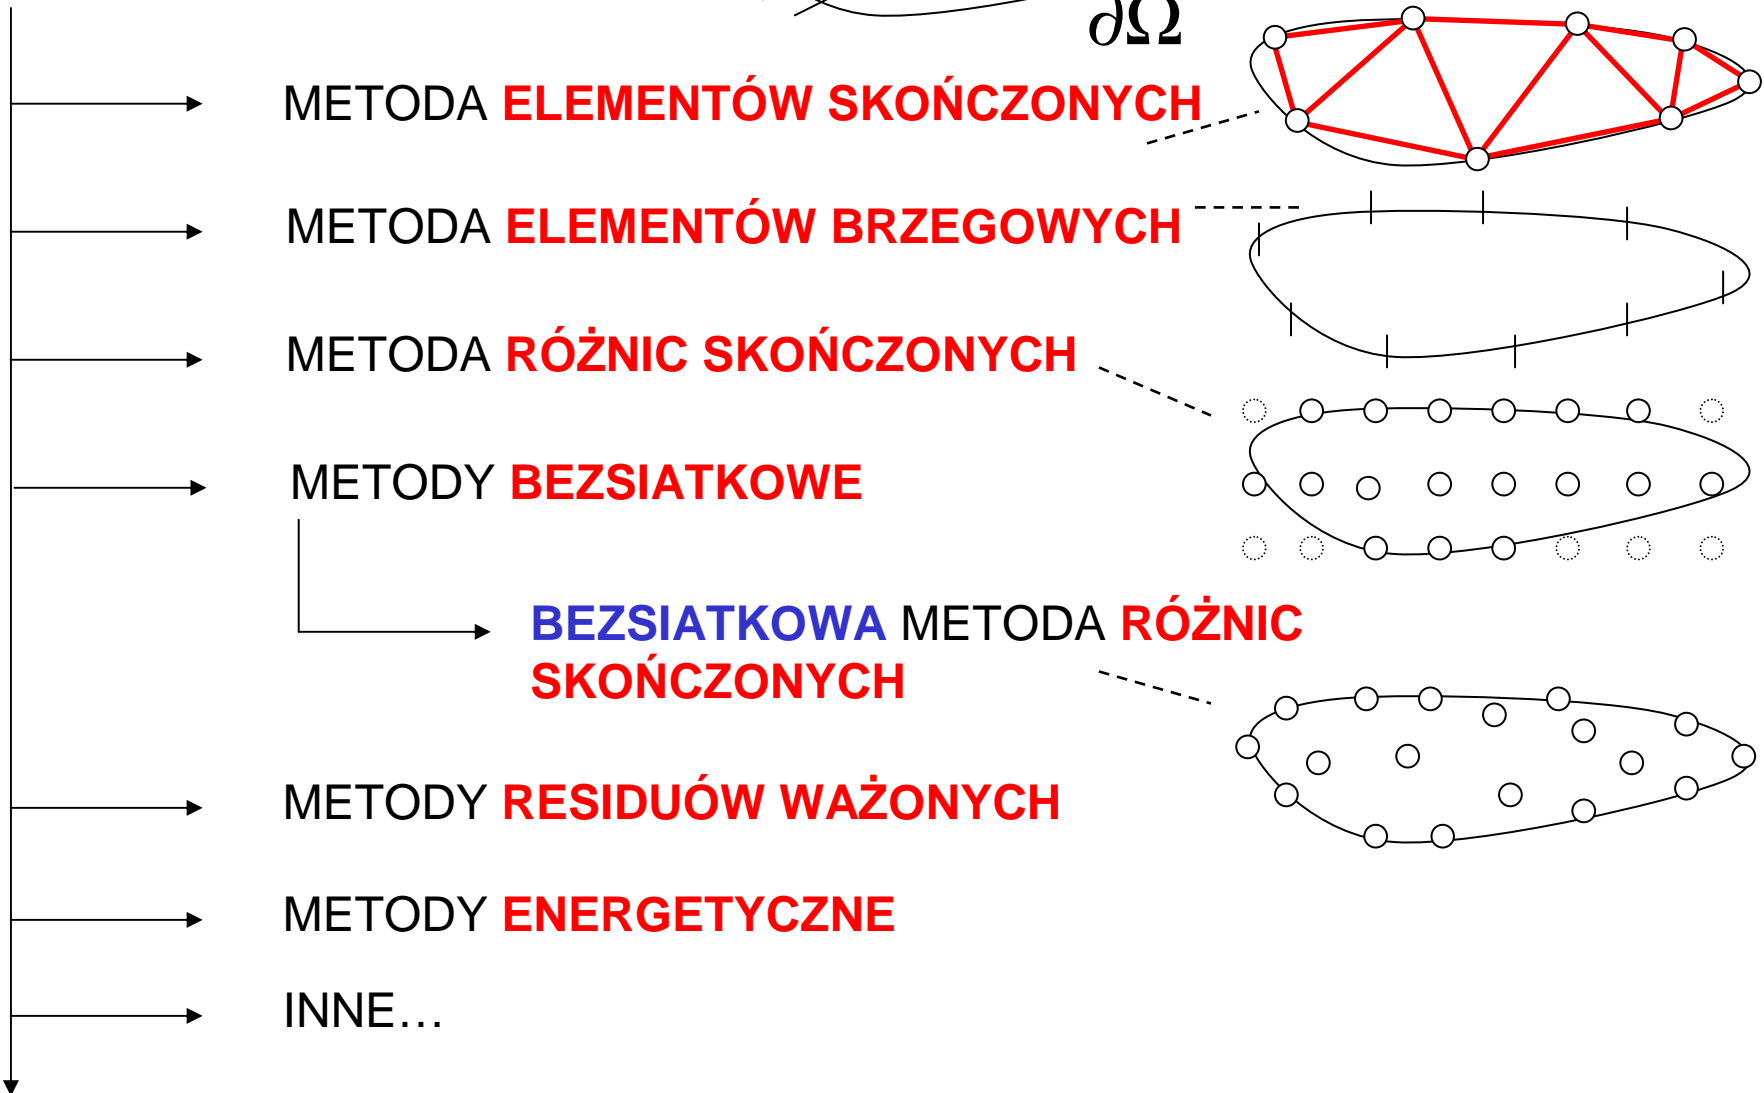 ∂Ω
METODA ELEMENTÓW SKOŃCZONYCH
METODA ELEMENTÓW BRZEGOWYCH
METODA RÓŻNIC SKOŃCZONYCH
METODY BEZSIATKOWE
BEZSIATKOWA METODA RÓŻNIC
SKOŃCZONYCH
METODY RESIDUÓW WAŻONYCH
METODY ENERGETYCZNE
INNE…